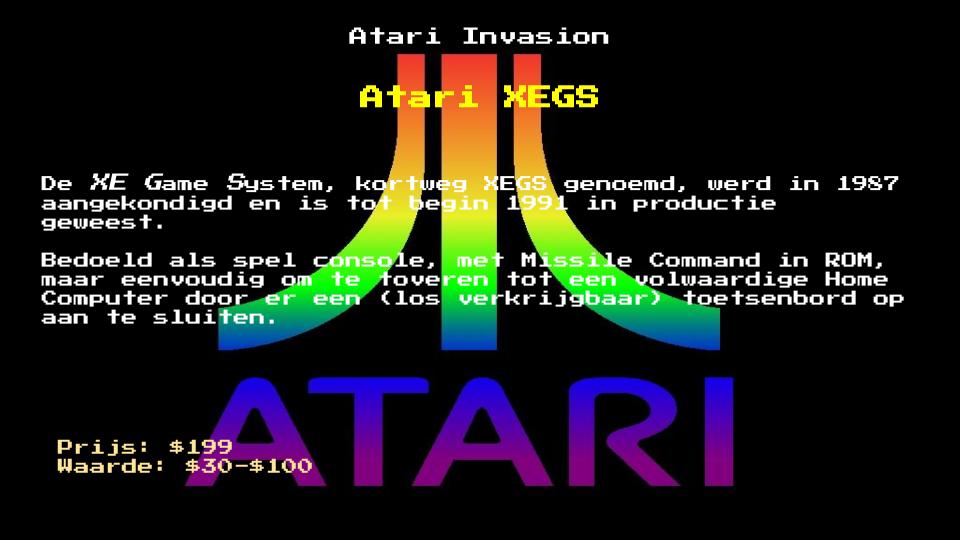 Atari Invasion
Atari XEGS
De XE Game System, kortweg XEGS genoemd, werd in 1987
aangekondigd en is tot begin 1991 in productie
geweest.
Bedoeld als spel console, met Missile Command in ROM,
maar eenvoudig om te toveren tot een volwaardige Home
Computer door er een (los verkrijgbaar) toetsenbord op
aan te sluiten.
ATARI
Prijs: $199
Waarde: $30-$100